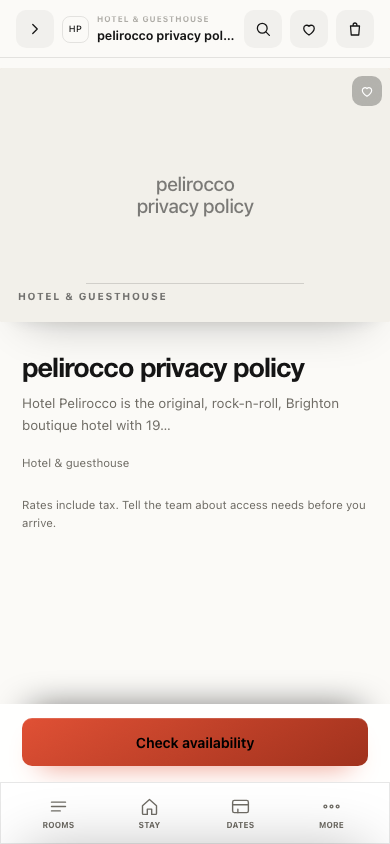 HP
HOTEL & GUESTHOUSE
pelirocco privacy pol...
pelirocco
privacy policy
HOTEL & GUESTHOUSE
pelirocco privacy policy
Hotel Pelirocco is the original, rock-n-roll, Brighton
boutique hotel with 19...
Hotel & guesthouse
Rates include tax. Tell the team about access needs before you
arrive.
Check availability
ROOMS
STAY
DATES
MORE